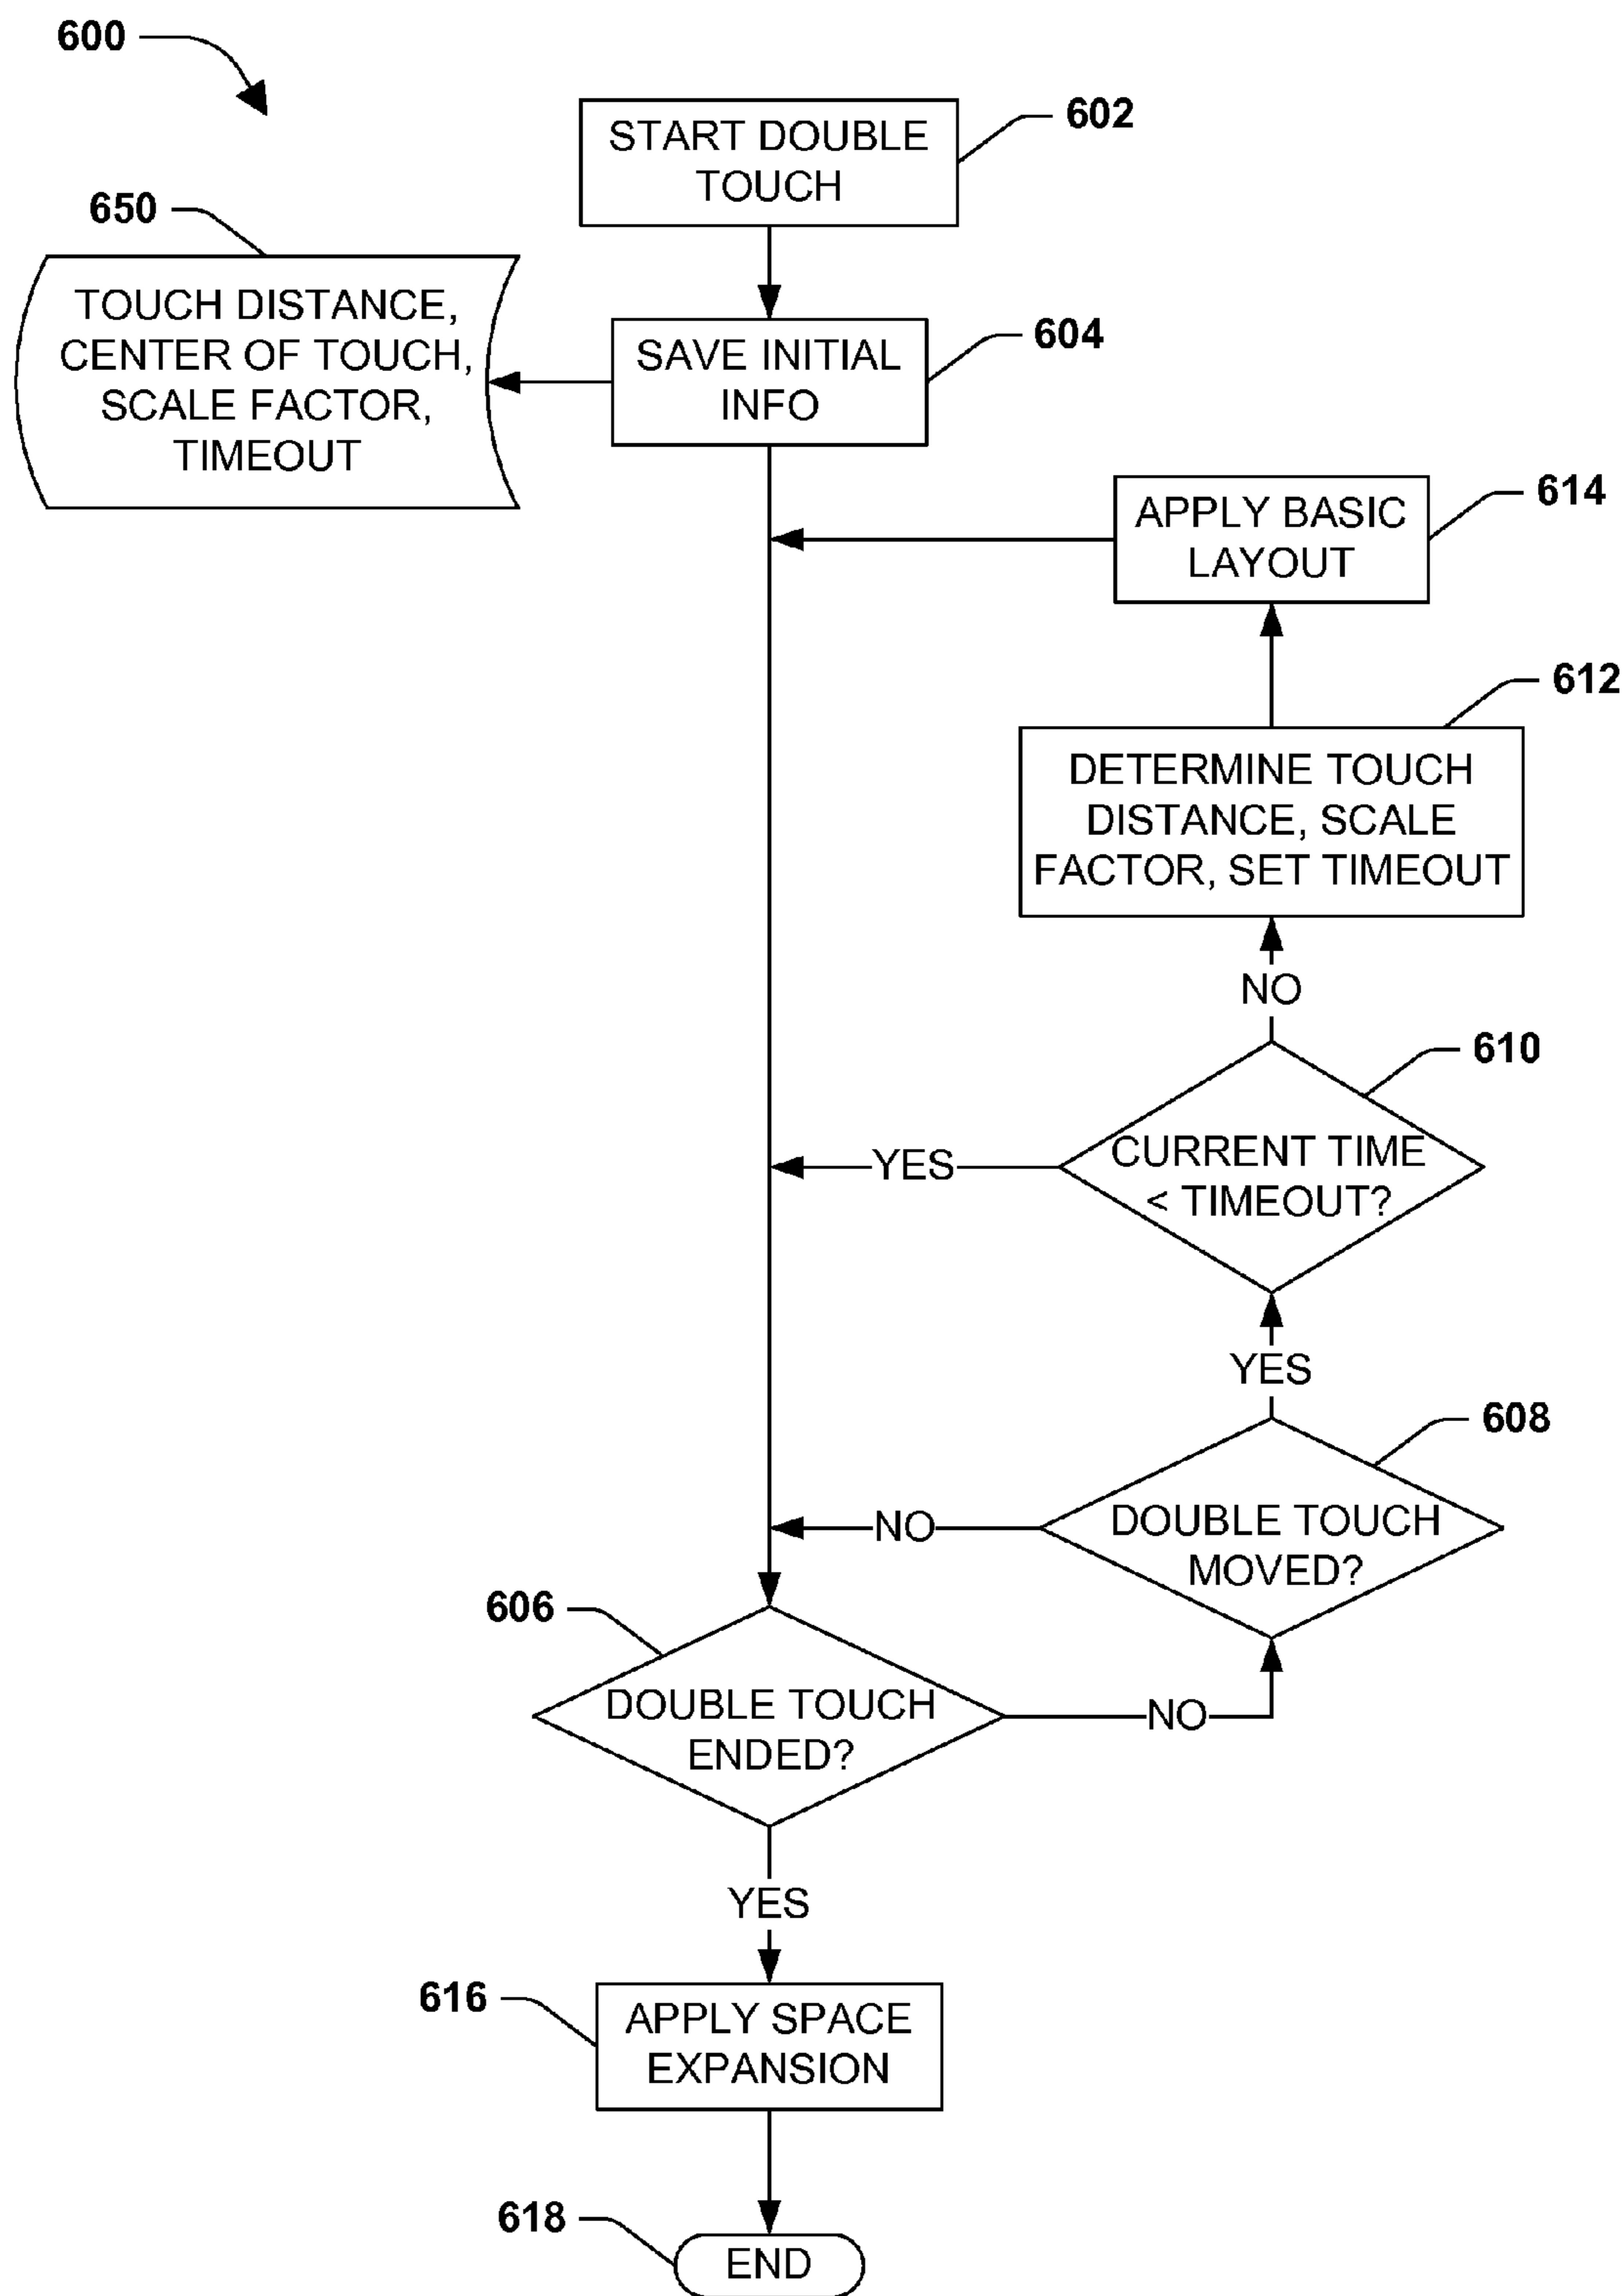 600
START DOUBLE
TOUCH
602
650
TOUCH DISTANCE,
CENTER OF TOUCH,
SCALE FACTOR,
TIMEOUT
SAVE INITIAL
INFO
604
APPLY BASIC
LAYOUT
614
612
DETERMINE TOUCH
DISTANCE, SCALE
FACTOR, SET TIMEOUT
NO
610
CURRENT TIME
< TIMEOUT?
YES
YES
608
DOUBLE TOUCH
MOVED?
NO
606
DOUBLE TOUCH
ENDED?
NO
YES
616
APPLY SPACE
EXPANSION
618
END